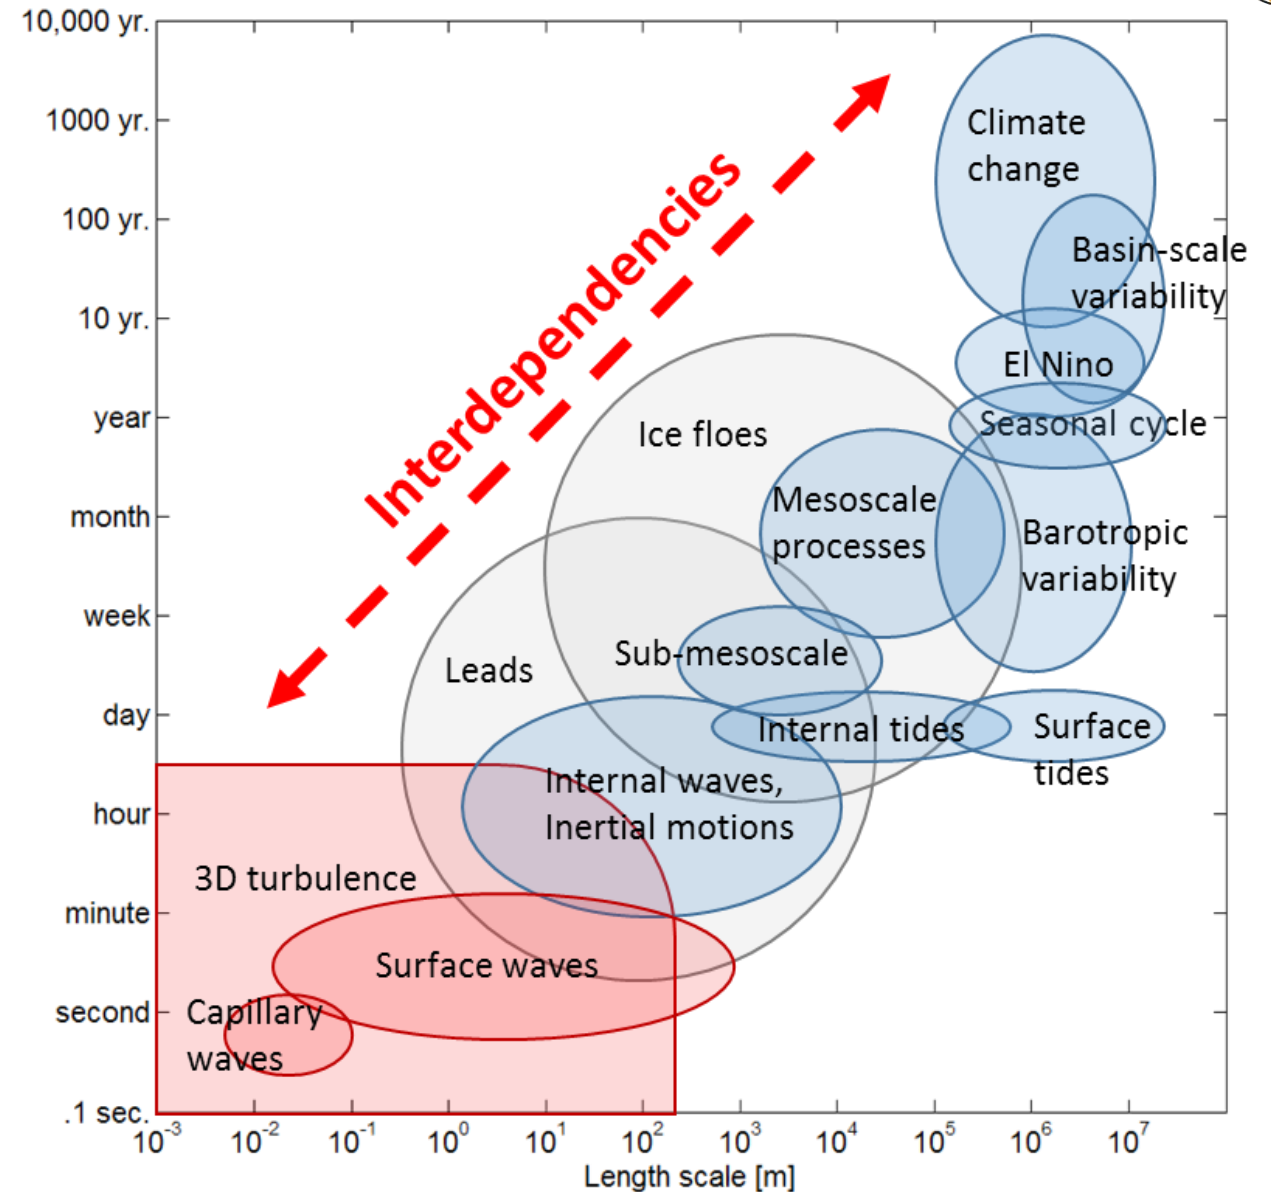 10,000 yr.
1000 yr.
100 yr.
10 yr.
year
month
week
day
hour
minute
second
.1 sec.
Interdependencies
Climate
change
Basin-scale
variability
El Nino
Seasonal cycle
Ice floes
Mesoscale
processes
Barotropic
variability
Sub-mesoscale
Leads
Internal tides
Surface
tides
Internal waves,
Inertial motions
3D turbulence
Surface waves
Capillary
waves
10⁻³ 10⁻² 10⁻¹ 10⁰ 10¹ 10² 10³ 10⁴ 10⁵ 10⁶ 10⁷
Length scale [m]